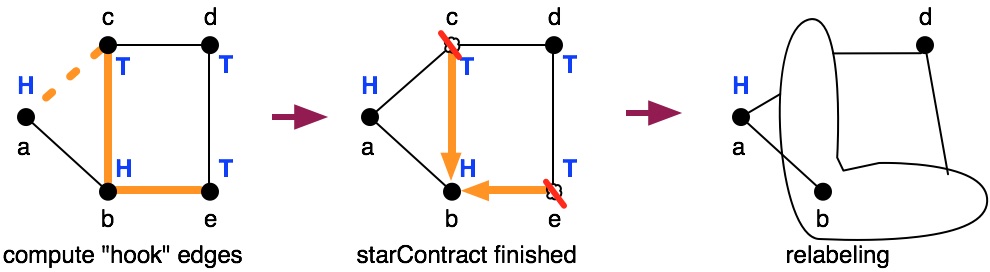 c d
T T
H
a
H T
b e
compute "hook" edges
c d
T T
H
a
H T
b e
starContract finished
d
H
a
b
relabeling